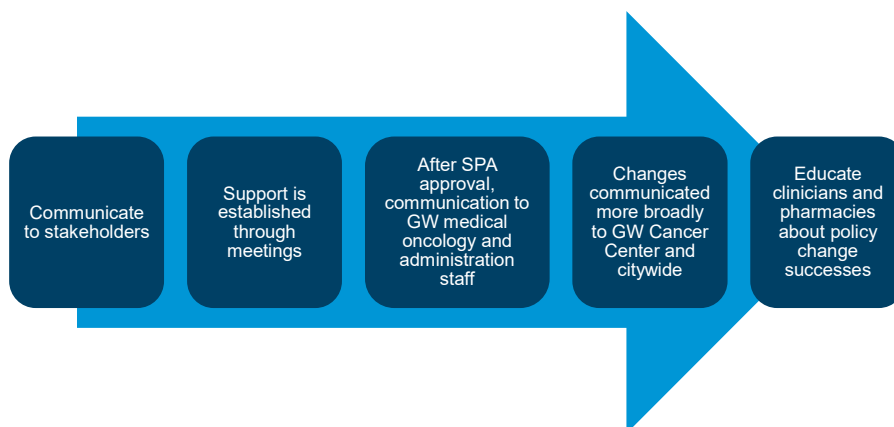 Communicate
to stakeholders
Support is
established
through
meetings
After SPA
approval,
communication to
GW medical
oncology and
administration
staff
Changes
communicated
more broadly
to GW Cancer
Center and
citywide
Educate
clinicians and
pharmacies
about policy
change
successes